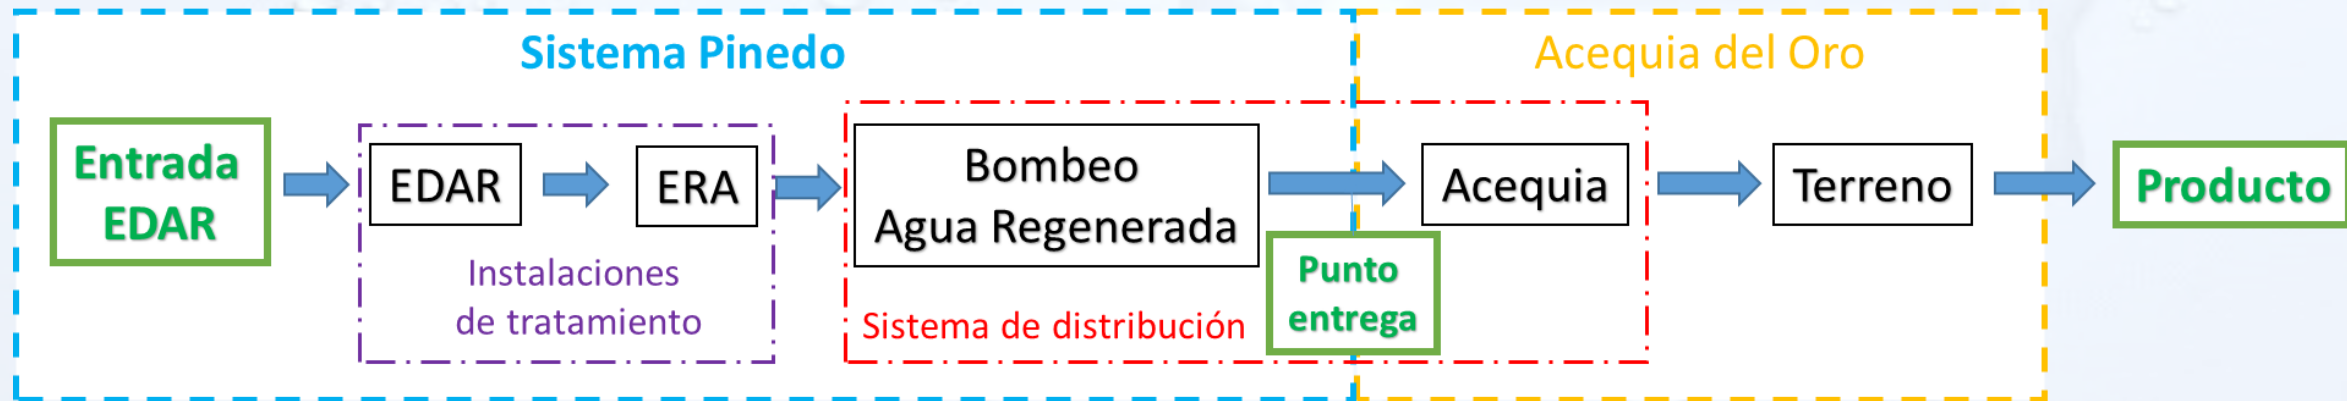 Sistema Pinedo
Acequia del Oro
Entrada
EDAR
EDAR
ERA
Instalaciones
de tratamiento
Bombeo
Agua Regenerada
Sistema de distribución
Punto
entrega
Acequia
Terreno
Producto